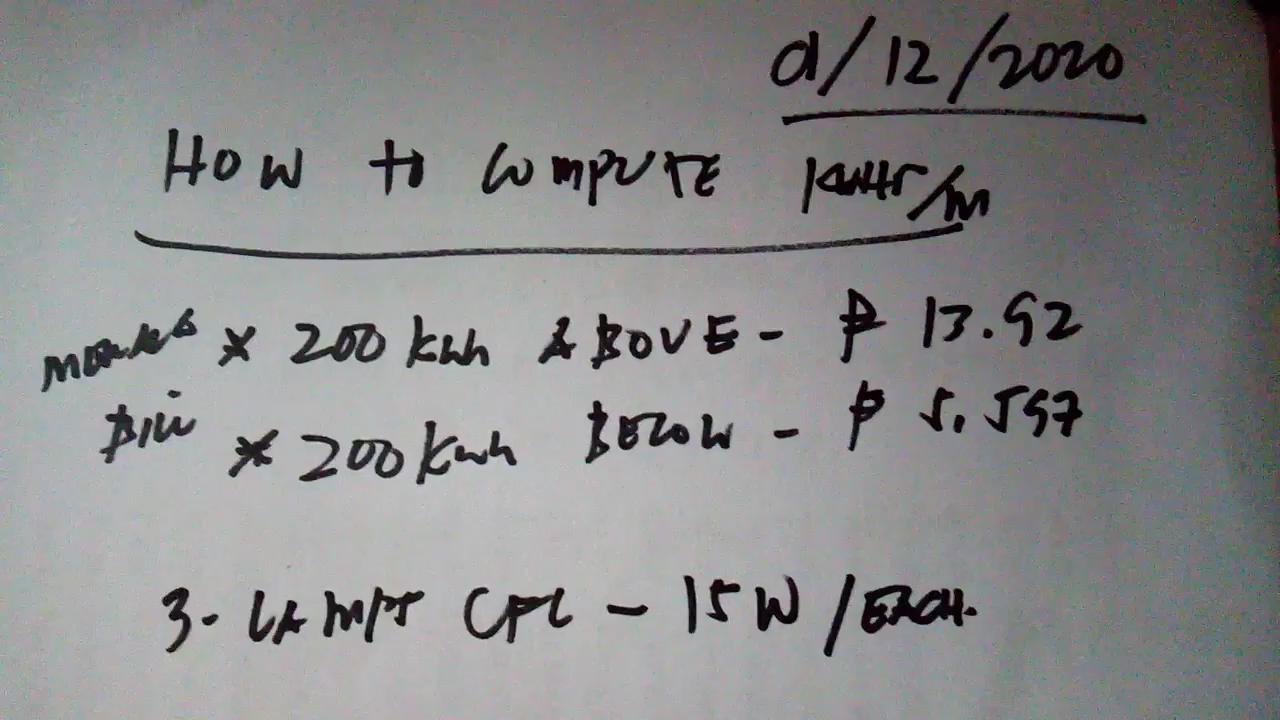 01/12/2020
HOW to COMPUTE KWHr/m
* 200 kwh ABOVE - ₱ 13.92
Bill * 200 kwh BELOW - ₱ 5.597
3- LAMPS CFL - 15W/EACH.